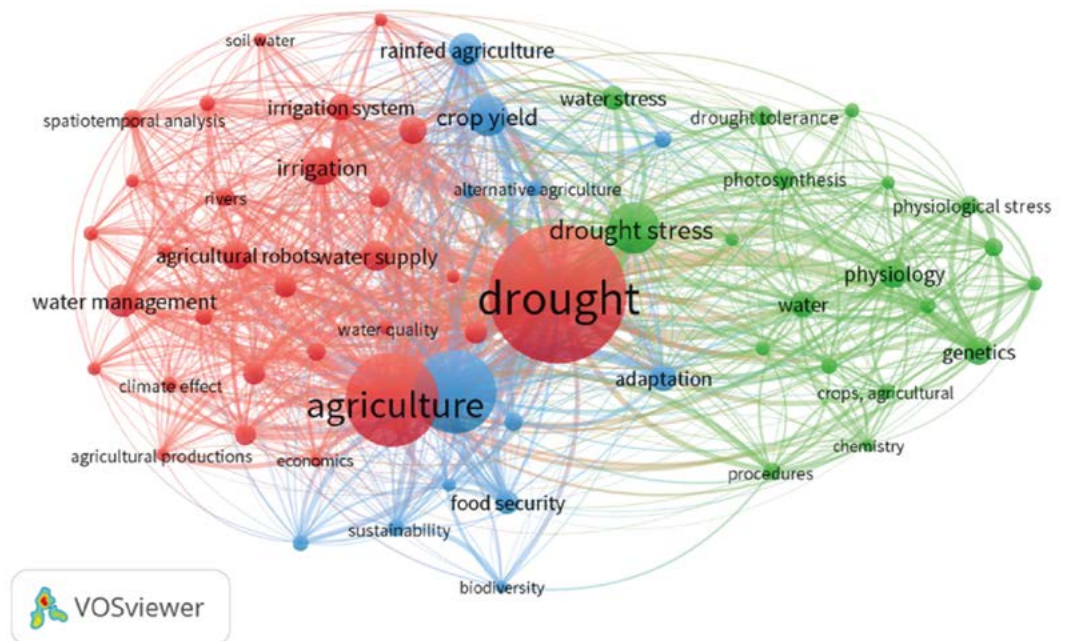 soil water
rainfed agriculture
irrigation system
water stress
spatiotemporal analysis
crop yield
drought tolerance
irrigation
photosynthesis
alternative agriculture
rivers
physiological stress
drought stress
agricultural robots
water supply
physiology
drought
water management
water
water quality
genetics
adaptation
climate effect
crops, agricultural
agriculture
chemistry
agricultural productions
economics
procedures
food security
sustainability
biodiversity
VOSviewer